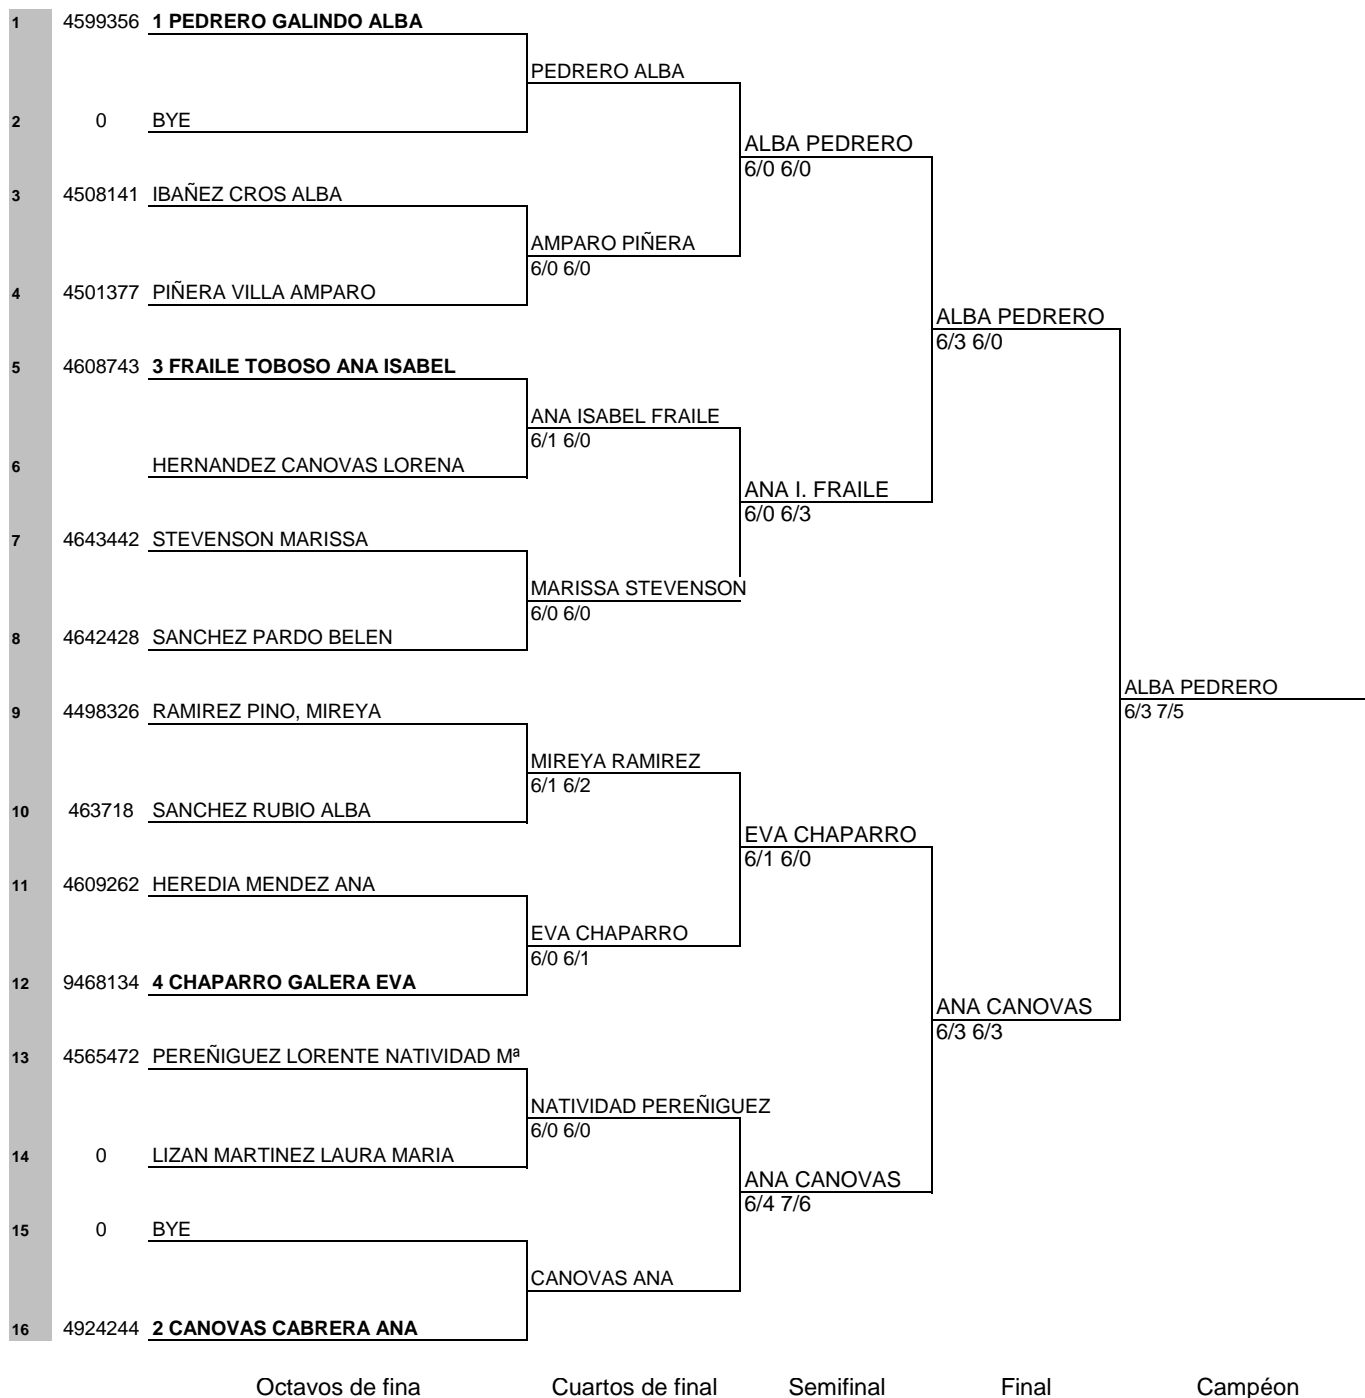 1 4599356 1 PEDRERO GALINDO ALBA
PEDRERO ALBA
2 0 BYE
ALBA PEDRERO
6/0 6/0
3 4508141 IBAÑEZ CROS ALBA
AMPARO PIÑERA
6/0 6/0
4 4501377 PIÑERA VILLA AMPARO
ALBA PEDRERO
6/3 6/0
5 4608743 3 FRAILE TOBOSO ANA ISABEL
ANA ISABEL FRAILE
6/1 6/0
6 HERNANDEZ CANOVAS LORENA
ANA I. FRAILE
6/0 6/3
7 4643442 STEVENSON MARISSA
MARISSA STEVENSON
6/0 6/0
8 4642428 SANCHEZ PARDO BELEN
ALBA PEDRERO
6/3 7/5
9 4498326 RAMIREZ PINO, MIREYA
MIREYA RAMIREZ
6/1 6/2
10 463718 SANCHEZ RUBIO ALBA
EVA CHAPARRO
6/1 6/0
11 4609262 HEREDIA MENDEZ ANA
EVA CHAPARRO
6/0 6/1
12 9468134 4 CHAPARRO GALERA EVA
ANA CANOVAS
6/3 6/3
13 4565472 PEREÑIGUEZ LORENTE NATIVIDAD Mª
NATIVIDAD PEREÑIGUEZ
6/0 6/0
14 0 LIZAN MARTINEZ LAURA MARIA
ANA CANOVAS
6/4 7/6
15 0 BYE
CANOVAS ANA
16 4924244 2 CANOVAS CABRERA ANA
Octavos de fina Cuartos de final Semifinal Final Campéon